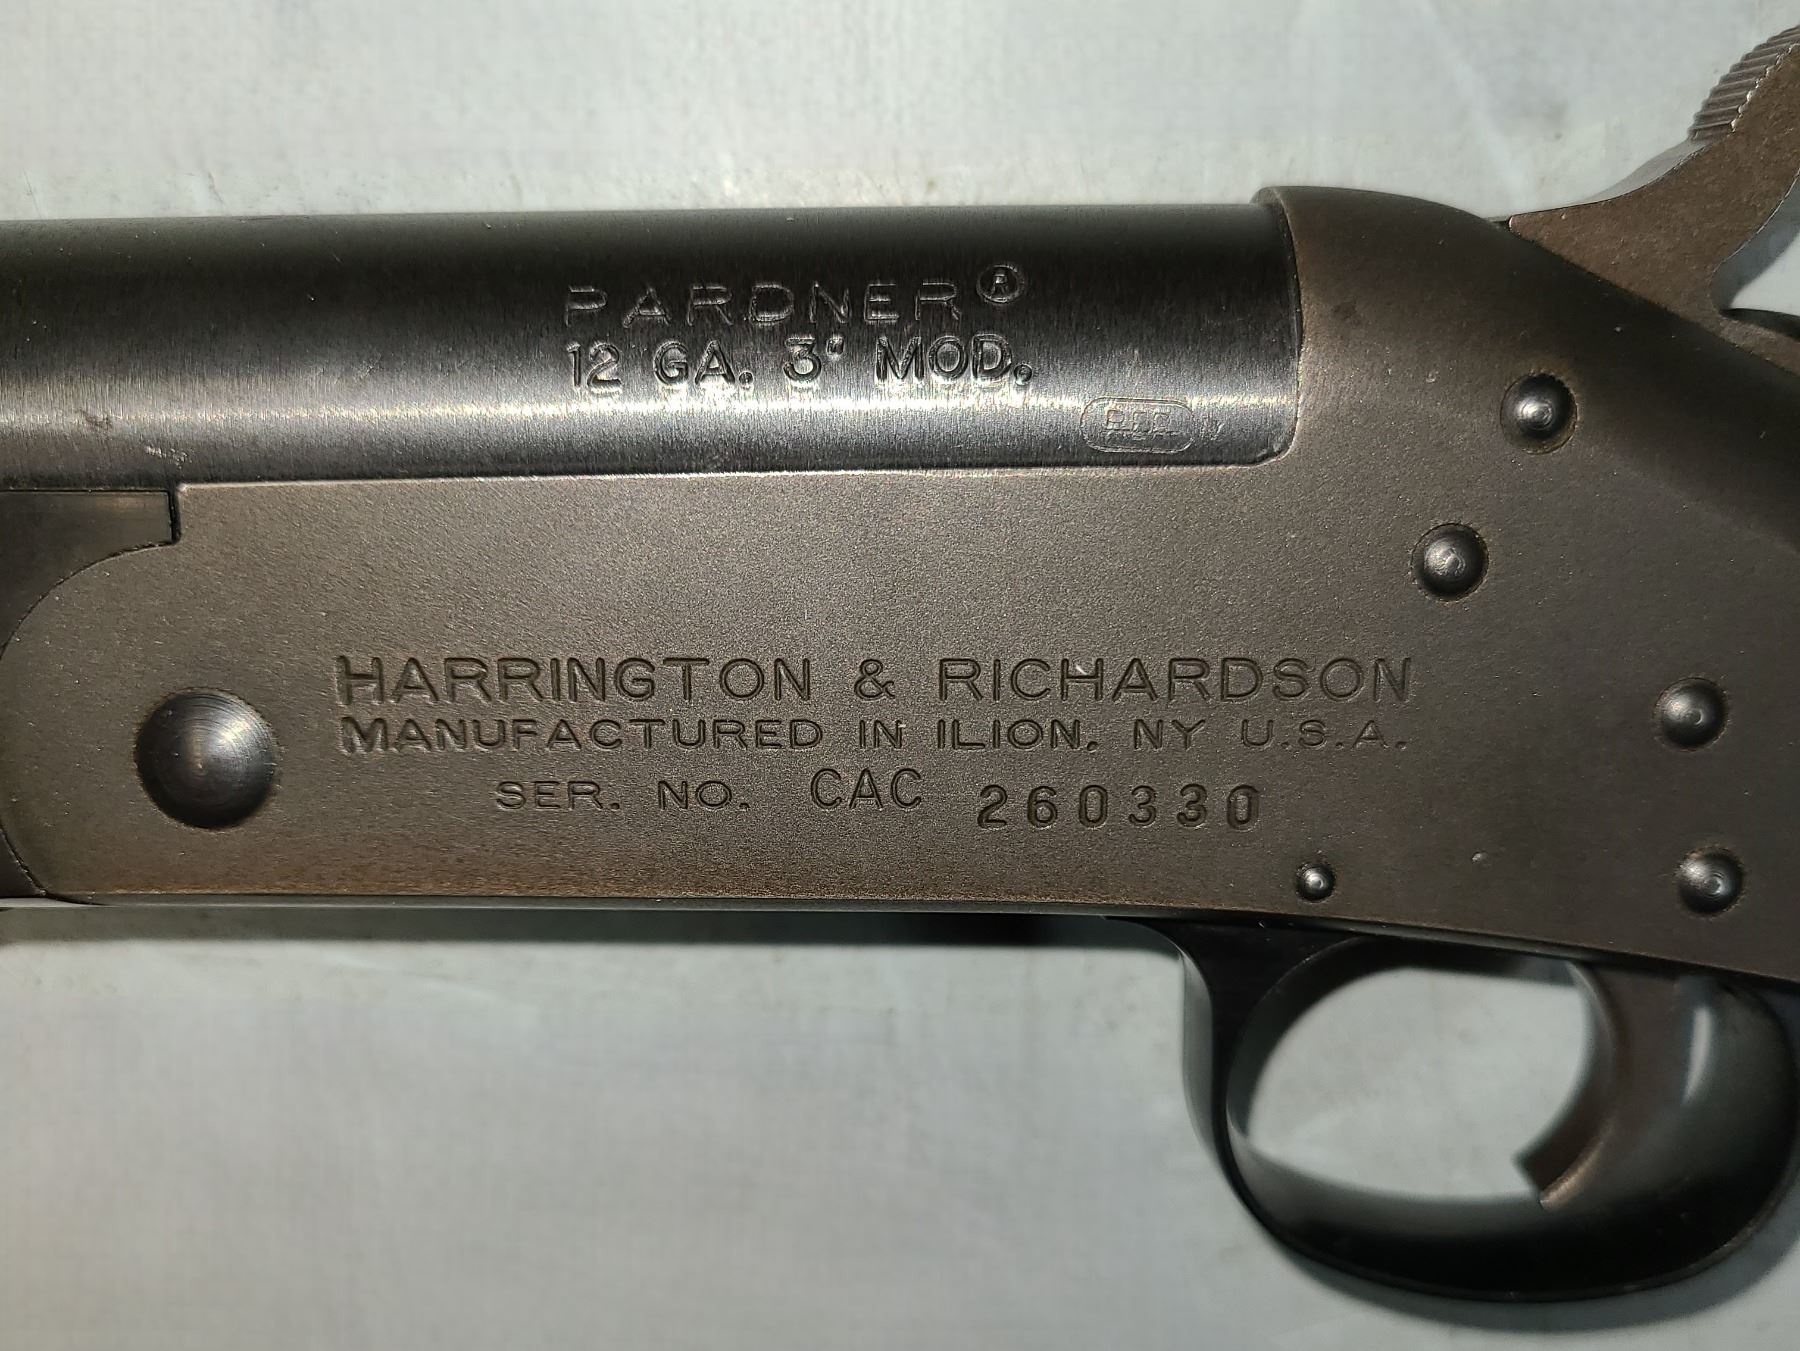 PARDNER®
12 GA. 3" MOD.
HARRINGTON & RICHARDSON
MANUFACTURED IN ILION, NY U.S.A.
SER. NO. CAC 260330